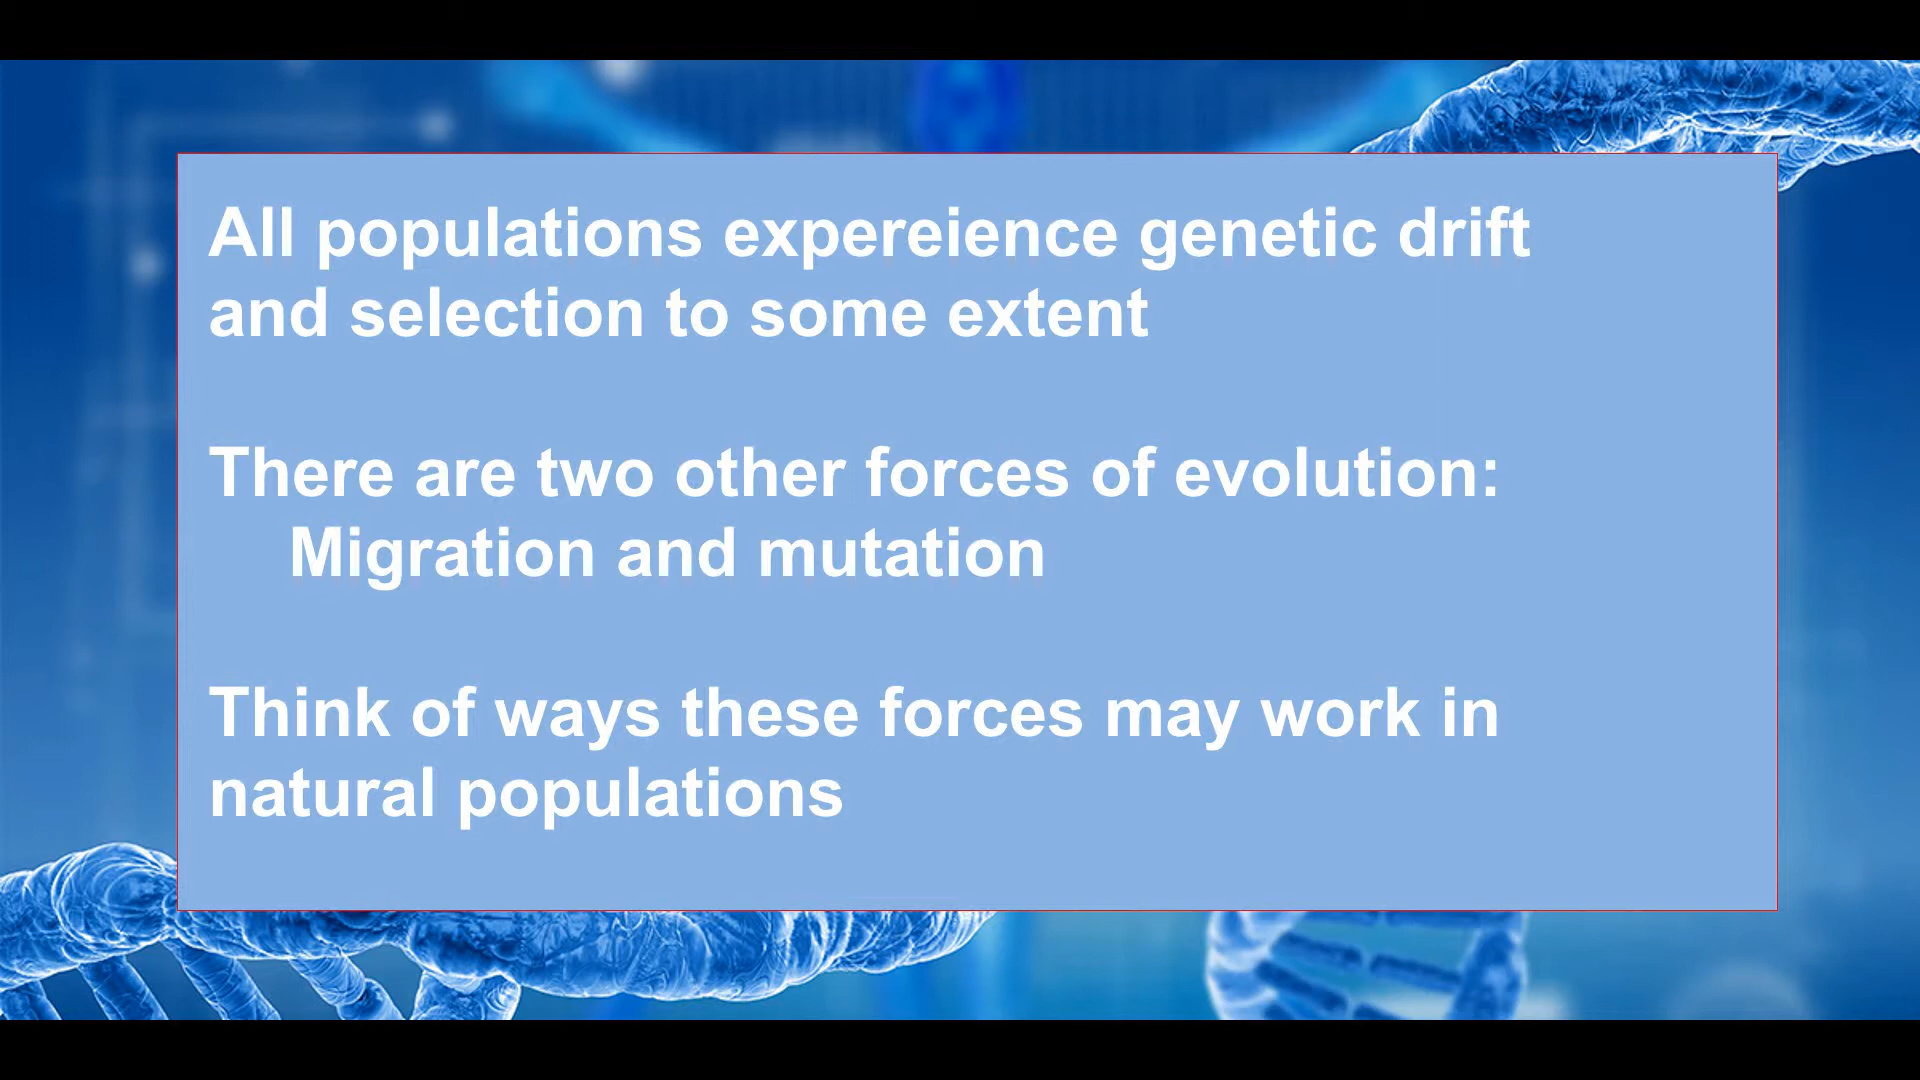 All populations expereience genetic drift
and selection to some extent
There are two other forces of evolution:
Migration and mutation
Think of ways these forces may work in
natural populations